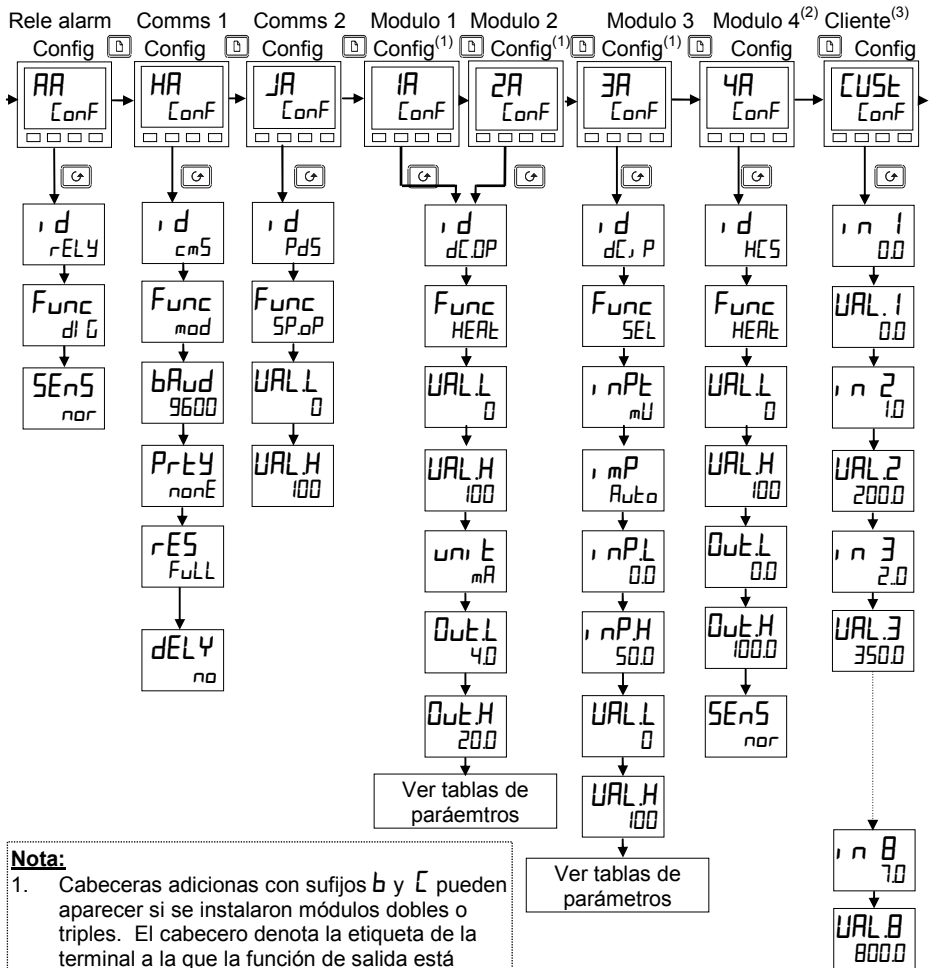 Rele alarm Config
Comms 1 Config
Comms 2 Config
Modulo 1 Config(1)
Modulo 2 Config(1)
Modulo 3 Config(1)
Modulo 4(2) Config
Cliente(3) Config
AA
ConF
HA
ConF
JA
ConF
1A
ConF
2A
ConF
3A
ConF
4A
ConF
CUSt
ConF
id
rELY
Func
diG
SEnS
nor
id
cmS
Func
mod
bAud
9600
PrtY
nonE
rES
FuLL
dELY
no
id
PdS
Func
SP.oP
VAL.L
0
VAL.H
100
id
dC.OP
Func
HEAt
VAL.L
0
VAL.H
100
unit
mA
Out.L
4.0
Out.H
20.0
Ver tablas de
paráemtros
id
dC,iP
Func
SEL
inPt
mV
imP
Auto
inP.L
0.0
inP.H
50.0
VAL.L
0
VAL.H
100
Ver tablas de
parámetros
id
HCS
Func
HEAt
VAL.L
0
VAL.H
100
Out.L
0.0
Out.H
100.0
SEnS
nor
in 1
0.0
VAL.1
0.0
in 2
1.0
VAL.2
200.0
in 3
2.0
VAL.3
350.0
in 8
7.0
VAL.8
800.0
Nota:
1. Cabeceras adicionas con sufijos b y C pueden
aparecer si se instalaron módulos dobles o
triples. El cabecero denota la etiqueta de la
terminal a la que la función de salida está